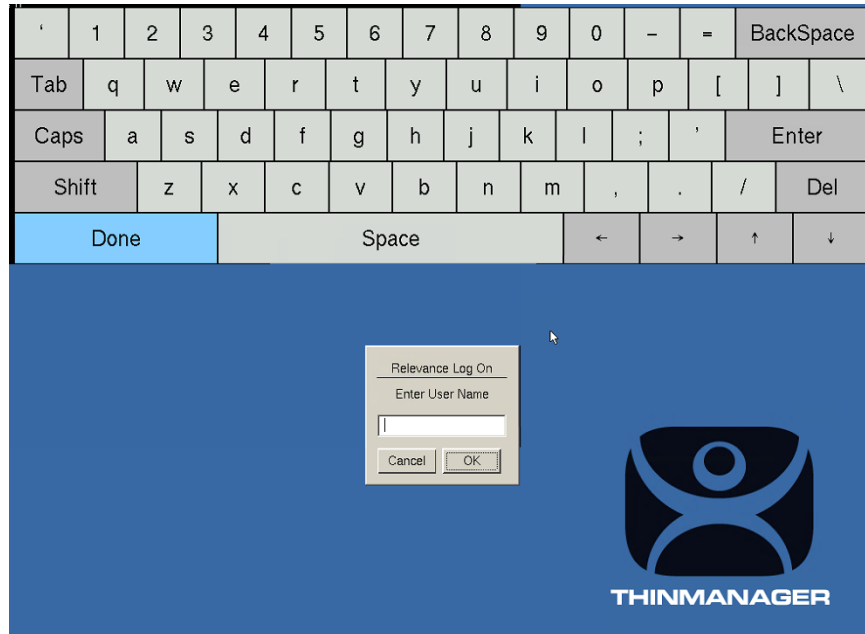 ‘ 1 2 3 4 5 6 7 8 9 0 – = BackSpace
Tab q w e r t y u i o p [ ] \
Caps a s d f g h j k l ; ’ Enter
Shift z x c v b n m , . / Del
Done Space ← → ↑ ↓
Relevance Log On
Enter User Name
Cancel OK
THINMANAGER